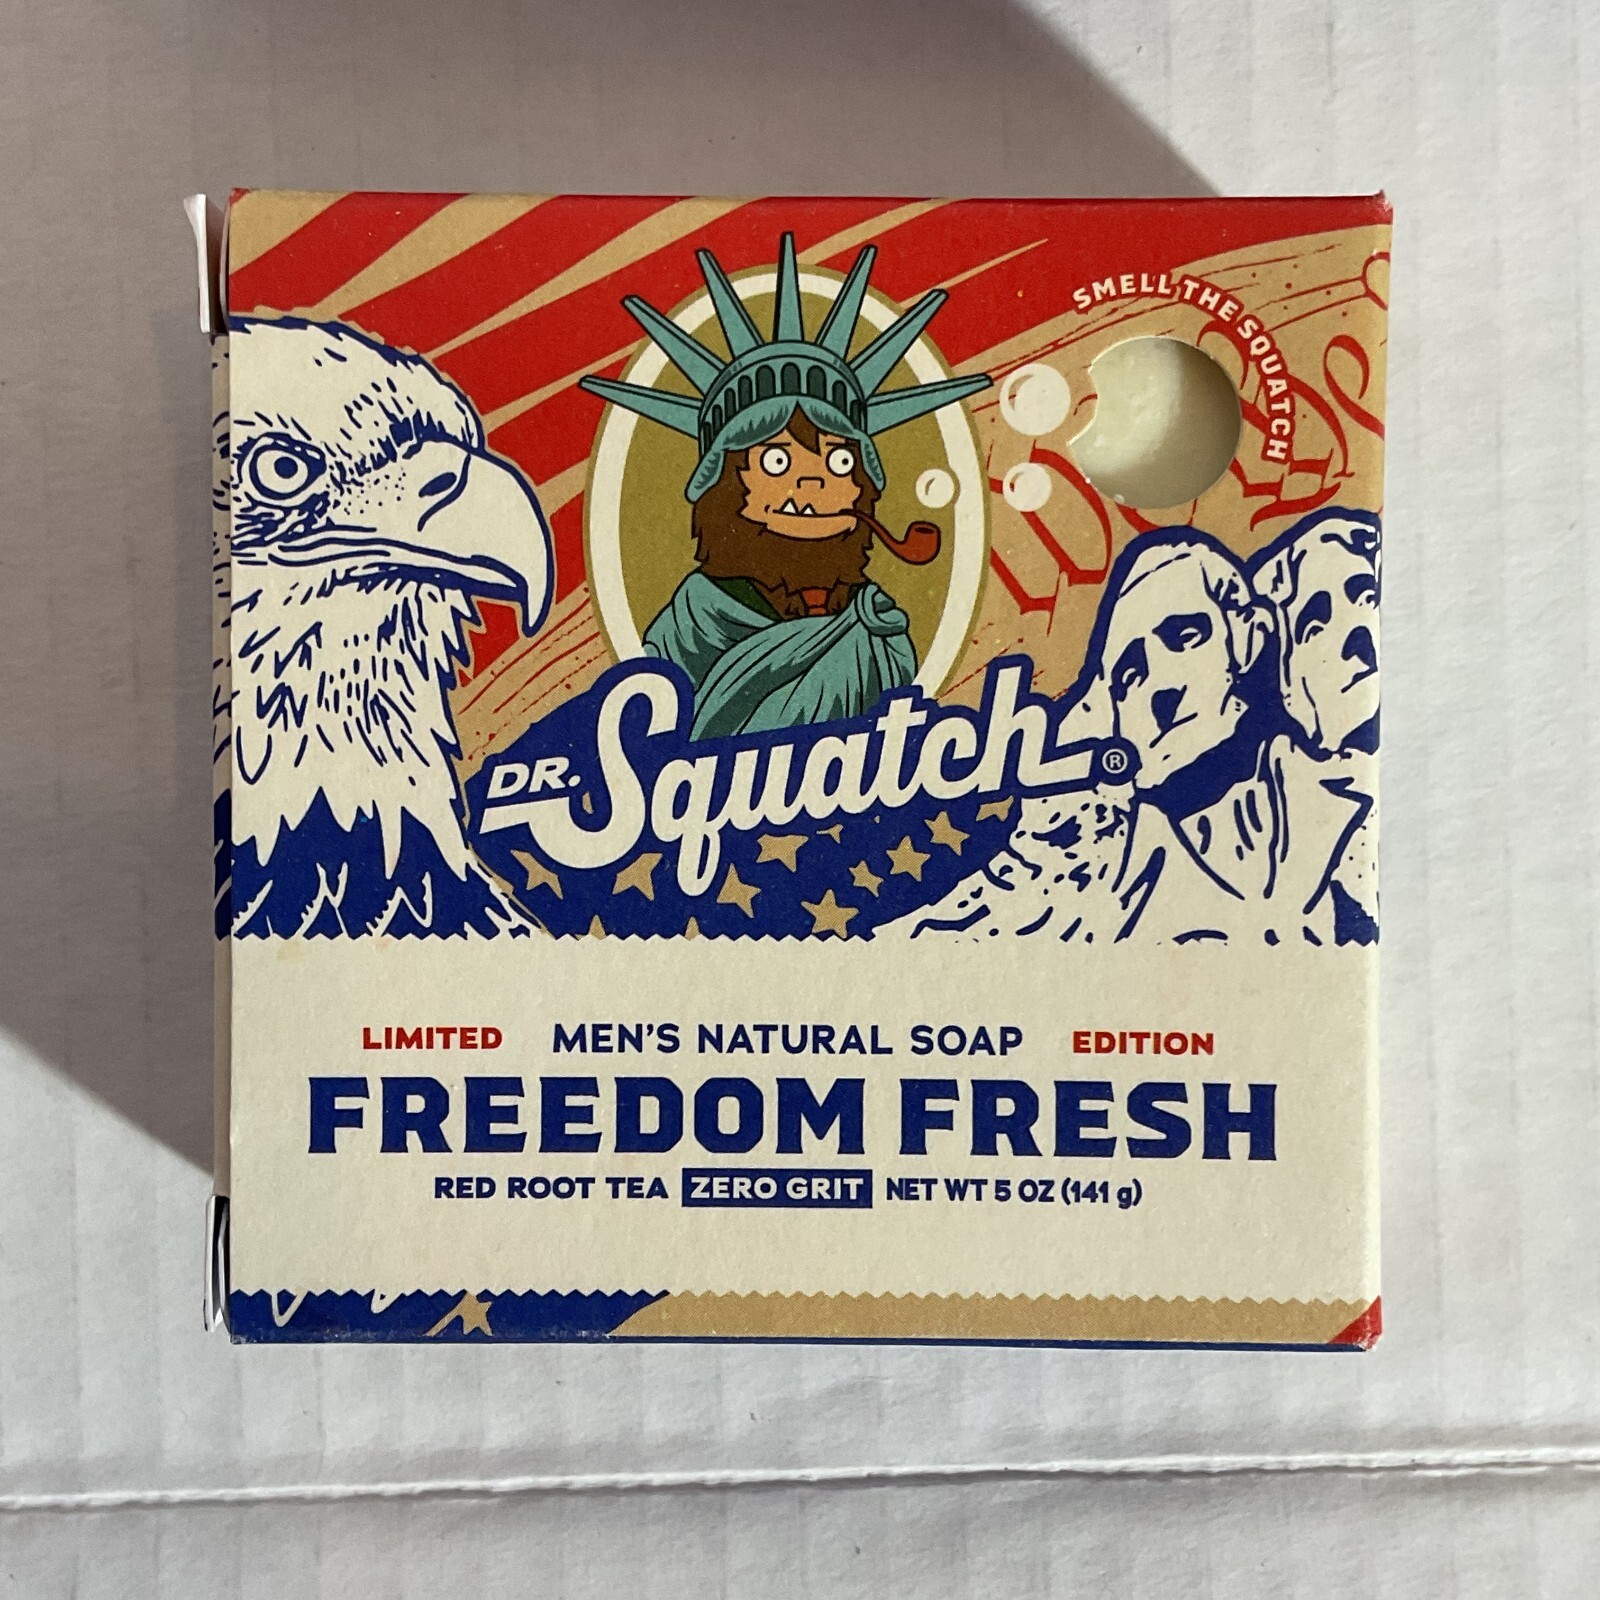 SMELL THE SQUATCH
DR. Squatch®
LIMITED MEN'S NATURAL SOAP EDITION
FREEDOM FRESH
RED ROOT TEA ZERO GRIT NET WT 5 OZ (141 g)